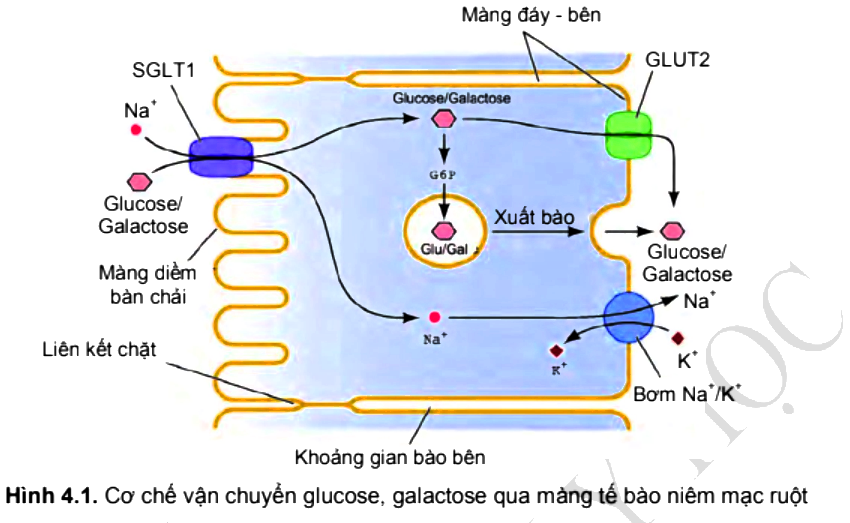 Màng đáy - bên
SGLT1
GLUT2
Na⁺
Glucose/Galactose
G6P
Glucose/
Galactose
Xuất bào
Glu/Gal
Glucose/
Galactose
Màng diềm
bàn chải
Na⁺
Na⁺
K⁺
K⁺
Liên kết chặt
Bơm Na⁺/K⁺
Khoảng gian bào bên
Hình 4.1. Cơ chế vận chuyển glucose, galactose qua màng tế bào niêm mạc ruột
Y HỌC